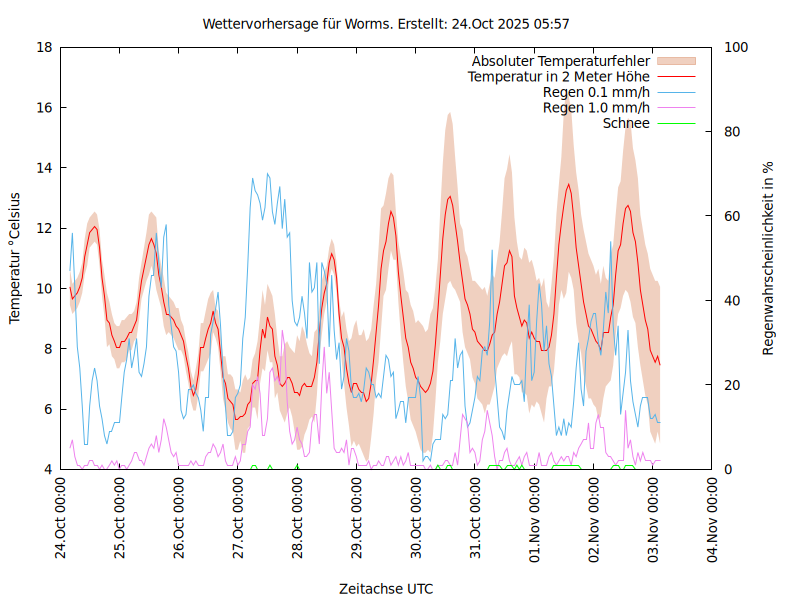 Wettervorhersage für Worms. Erstellt: 24.Oct 2025 05:57
18
16
14
12
10
8
6
4
100
80
60
40
20
0
Temperatur °Celsius
Regenwahrscheinlichkeit in %
Absoluter Temperaturfehler
Temperatur in 2 Meter Höhe
Regen 0.1 mm/h
Regen 1.0 mm/h
Schnee
24.Oct 00:00
25.Oct 00:00
26.Oct 00:00
27.Oct 00:00
28.Oct 00:00
29.Oct 00:00
30.Oct 00:00
31.Oct 00:00
01.Nov 00:00
02.Nov 00:00
03.Nov 00:00
04.Nov 00:00
Zeitachse UTC